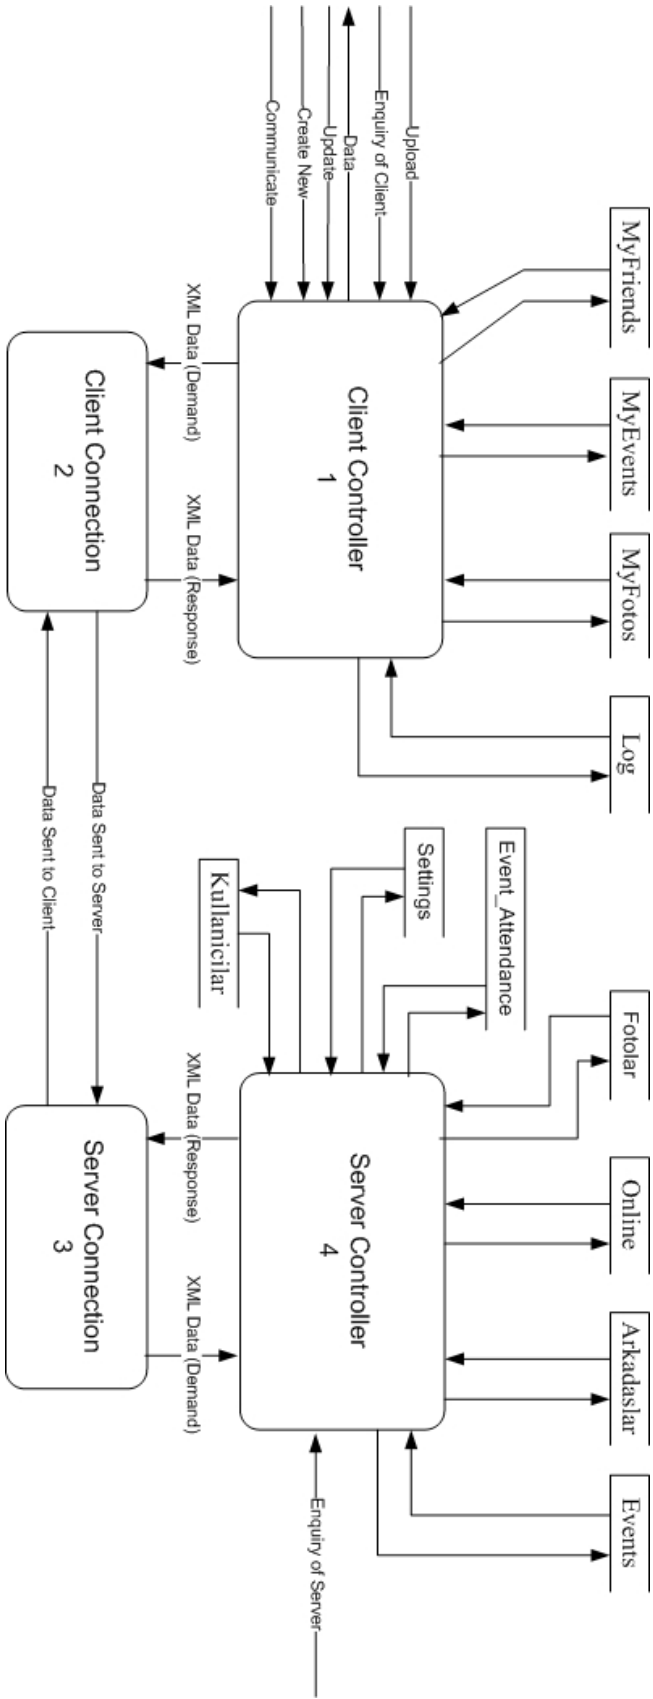 MyFriends
MyEvents
MyFotos
Log
Fotolar
Online
Arkadaslar
Events
Event_Attendance
Settings
Kullanicilar
Upload
Enquiry of Client
Data
Update
Create New
Communicate
Client Controller
1
Server Controller
4
Enquiry of Server
XML Data (Demand)
XML Data (Response)
XML Data (Response)
XML Data (Demand)
Client Connection
2
Data Sent to Server
Data Sent to Client
Server Connection
3